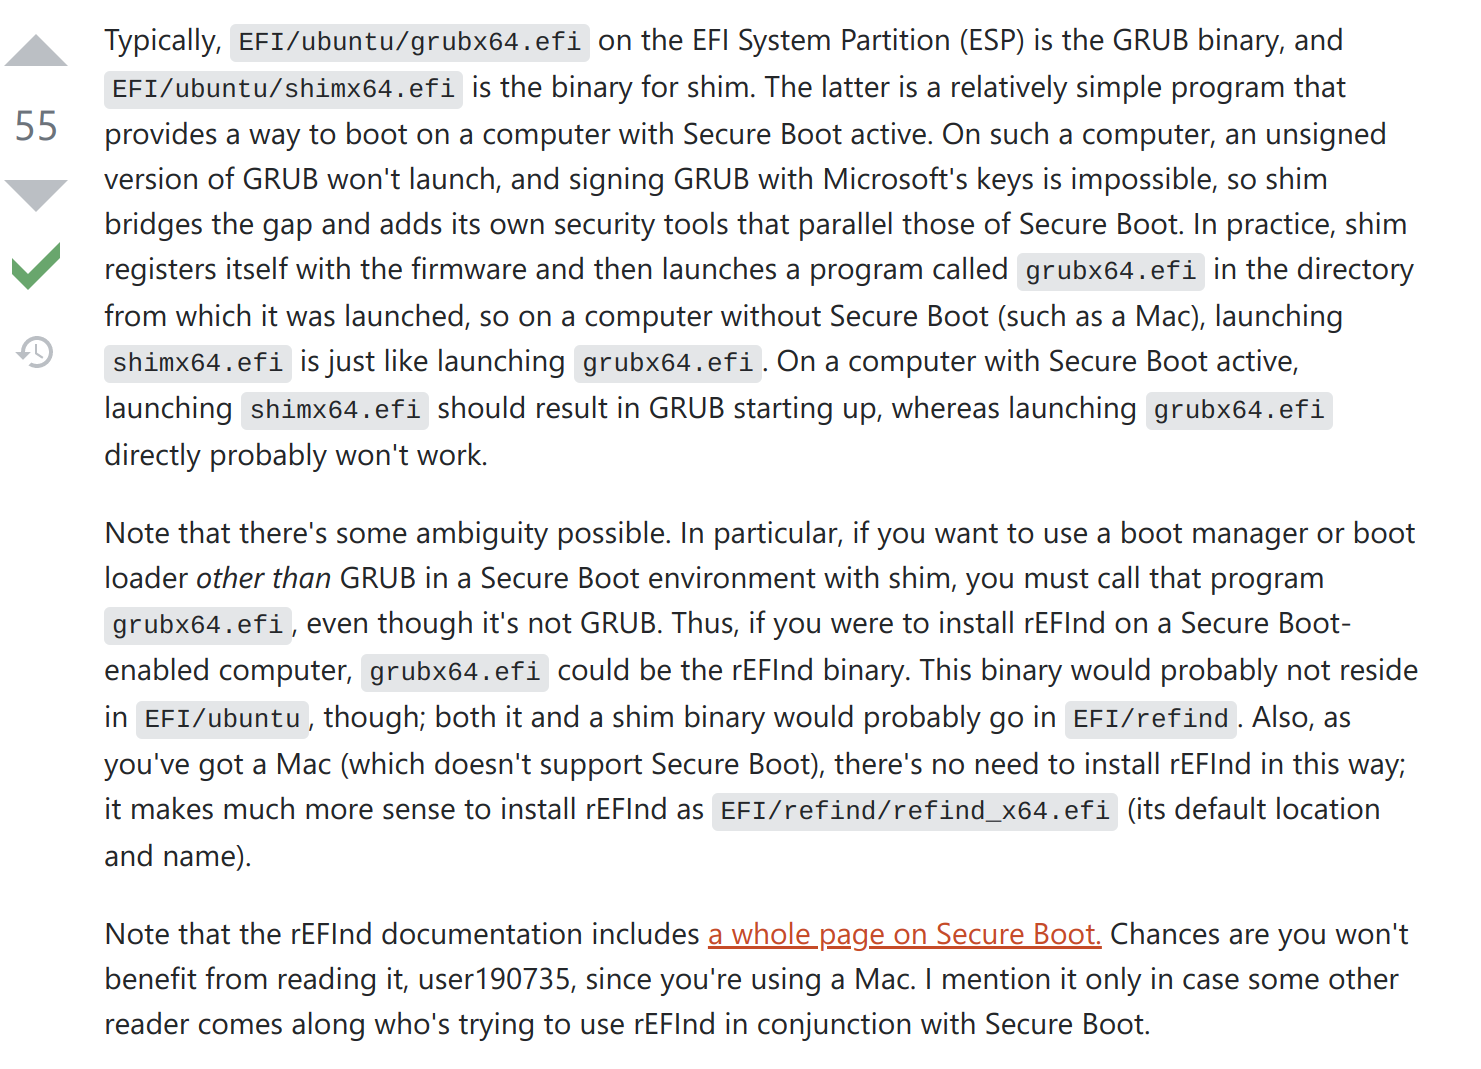 Typically, EFI/ubuntu/grubx64.efi on the EFI System Partition (ESP) is the GRUB binary, and
EFI/ubuntu/shimx64.efi is the binary for shim. The latter is a relatively simple program that
55
provides a way to boot on a computer with Secure Boot active. On such a computer, an unsigned
version of GRUB won't launch, and signing GRUB with Microsoft's keys is impossible, so shim
bridges the gap and adds its own security tools that parallel those of Secure Boot. In practice, shim
registers itself with the firmware and then launches a program called grubx64.efi in the directory
from which it was launched, so on a computer without Secure Boot (such as a Mac), launching
shimx64.efi is just like launching grubx64.efi. On a computer with Secure Boot active,
launching shimx64.efi should result in GRUB starting up, whereas launching grubx64.efi
directly probably won't work.
Note that there's some ambiguity possible. In particular, if you want to use a boot manager or boot
loader other than GRUB in a Secure Boot environment with shim, you must call that program
grubx64.efi, even though it's not GRUB. Thus, if you were to install rEFInd on a Secure Boot-
enabled computer, grubx64.efi could be the rEFInd binary. This binary would probably not reside
in EFI/ubuntu, though; both it and a shim binary would probably go in EFI/refind. Also, as
you've got a Mac (which doesn't support Secure Boot), there's no need to install rEFInd in this way;
it makes much more sense to install rEFInd as EFI/refind/refind_x64.efi (its default location
and name).
Note that the rEFInd documentation includes a whole page on Secure Boot. Chances are you won't
benefit from reading it, user190735, since you're using a Mac. I mention it only in case some other
reader comes along who's trying to use rEFInd in conjunction with Secure Boot.